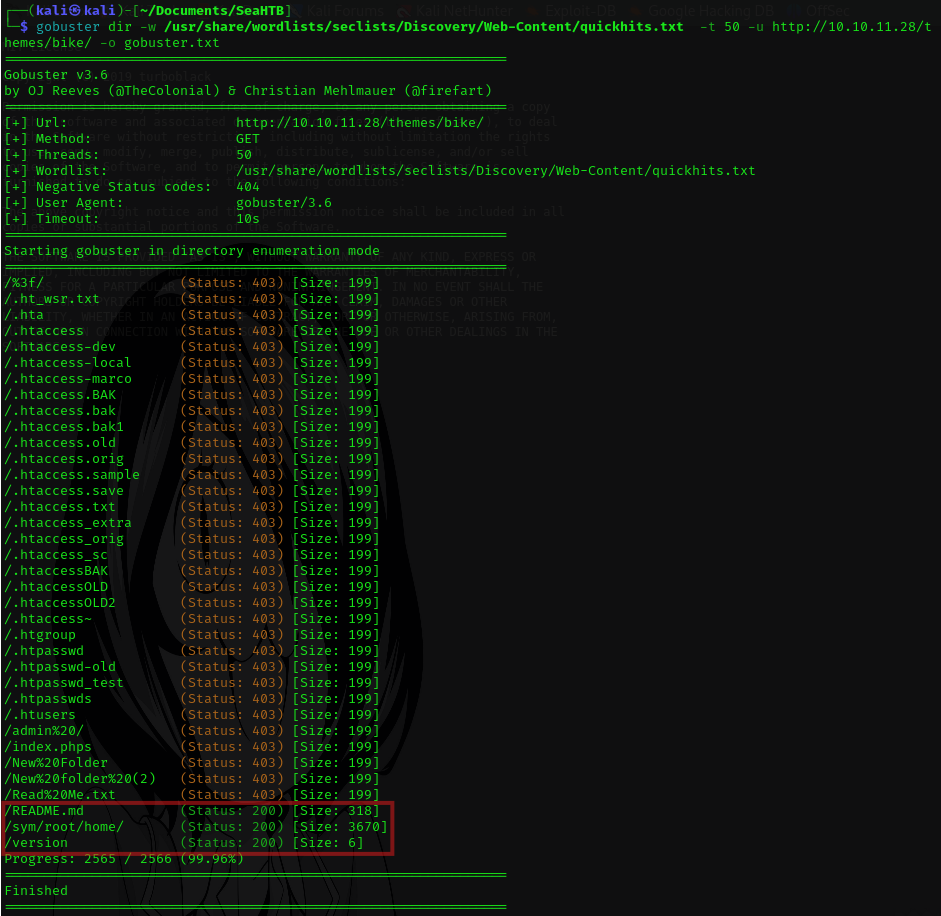 ┌──(kali㉿kali)-[~/Documents/SeaHTB]
└─$ gobuster dir -w /usr/share/wordlists/seclists/Discovery/Web-Content/quickhits.txt  -t 50 -u http://10.10.11.28/t
hemes/bike/ -o gobuster.txt
===============================================================
Gobuster v3.6
by OJ Reeves (@TheColonial) & Christian Mehlmauer (@firefart)
===============================================================
[+] Url:                     http://10.10.11.28/themes/bike/
[+] Method:                  GET
[+] Threads:                 50
[+] Wordlist:                /usr/share/wordlists/seclists/Discovery/Web-Content/quickhits.txt
[+] Negative Status codes:   404
[+] User Agent:              gobuster/3.6
[+] Timeout:                 10s
===============================================================
Starting gobuster in directory enumeration mode
===============================================================
/%3f/                 (Status: 403) [Size: 199]
/.ht_wsr.txt          (Status: 403) [Size: 199]
/.hta                 (Status: 403) [Size: 199]
/.htaccess            (Status: 403) [Size: 199]
/.htaccess-dev        (Status: 403) [Size: 199]
/.htaccess-local      (Status: 403) [Size: 199]
/.htaccess-marco      (Status: 403) [Size: 199]
/.htaccess.BAK        (Status: 403) [Size: 199]
/.htaccess.bak        (Status: 403) [Size: 199]
/.htaccess.bak1       (Status: 403) [Size: 199]
/.htaccess.old        (Status: 403) [Size: 199]
/.htaccess.orig       (Status: 403) [Size: 199]
/.htaccess.sample     (Status: 403) [Size: 199]
/.htaccess.save       (Status: 403) [Size: 199]
/.htaccess.txt        (Status: 403) [Size: 199]
/.htaccess_extra      (Status: 403) [Size: 199]
/.htaccess_orig       (Status: 403) [Size: 199]
/.htaccess_sc         (Status: 403) [Size: 199]
/.htaccessBAK         (Status: 403) [Size: 199]
/.htaccessOLD         (Status: 403) [Size: 199]
/.htaccessOLD2        (Status: 403) [Size: 199]
/.htaccess~           (Status: 403) [Size: 199]
/.htgroup             (Status: 403) [Size: 199]
/.htpasswd            (Status: 403) [Size: 199]
/.htpasswd-old        (Status: 403) [Size: 199]
/.htpasswd_test       (Status: 403) [Size: 199]
/.htpasswds           (Status: 403) [Size: 199]
/.htusers             (Status: 403) [Size: 199]
/admin%20/            (Status: 403) [Size: 199]
/index.phps           (Status: 403) [Size: 199]
/New%20Folder         (Status: 403) [Size: 199]
/New%20folder%20(2)   (Status: 403) [Size: 199]
/Read%20Me.txt        (Status: 403) [Size: 199]
/README.md            (Status: 200) [Size: 318]
/sym/root/home/       (Status: 200) [Size: 3670]
/version              (Status: 200) [Size: 6]
Progress: 2565 / 2566 (99.96%)
===============================================================
Finished
===============================================================